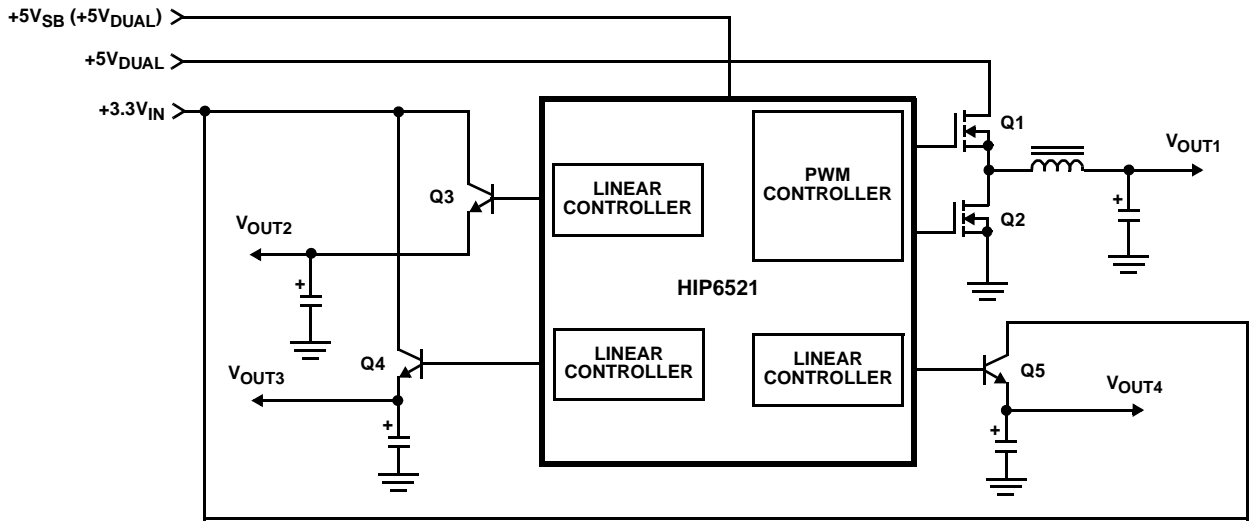 +5VSB (+5VDUAL)
+5VDUAL
+3.3VIN
Q1
VOUT1
PWM
CONTROLLER
LINEAR
CONTROLLER
Q3
VOUT2
+
Q2
+
HIP6521
LINEAR
CONTROLLER
LINEAR
CONTROLLER
Q4
VOUT3
+
Q5
VOUT4
+